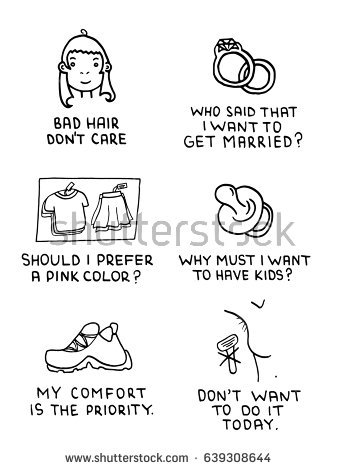 BAD HAIR
DON'T CARE
WHO SAID THAT
I WANT TO
GET MARRIED?
shutterstock
SHOULD I PREFER
A PINK COLOR?
WHY MUST I WANT
TO HAVE KIDS?
MY COMFORT
IS THE PRIORITY.
DON'T WANT
TO DO IT
TODAY.
www.shutterstock.com · 639308644